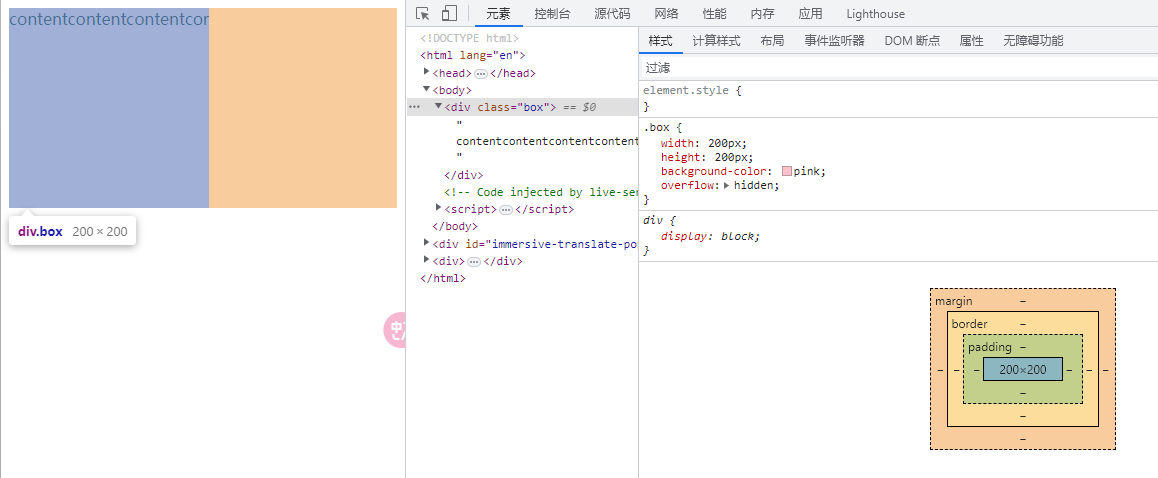 contentcontentcontentcor
div.box 200 × 200
中
元素 控制台 源代码 网络 性能 内存 应用 Lighthouse
<!DOCTYPE html>
<html lang="en">
<head> ⋯ </head>
<body>
⋯ <div class="box"> == $0
"
contentcontentcontentcontent
"
</div>
<!-- Code injected by live-ser
<script> ⋯ </script>
</body>
<div id="immersive-translate-po
<div> ⋯ </div>
</html>
样式 计算样式 布局 事件监听器 DOM 断点 属性 无障碍功能
过滤
element.style {
}
.box {
width: 200px;
height: 200px;
background-color: pink;
overflow: hidden;
}
div {
display: block;
}
margin –
border –
padding –
– – – 200×200 – – –
–
–
–